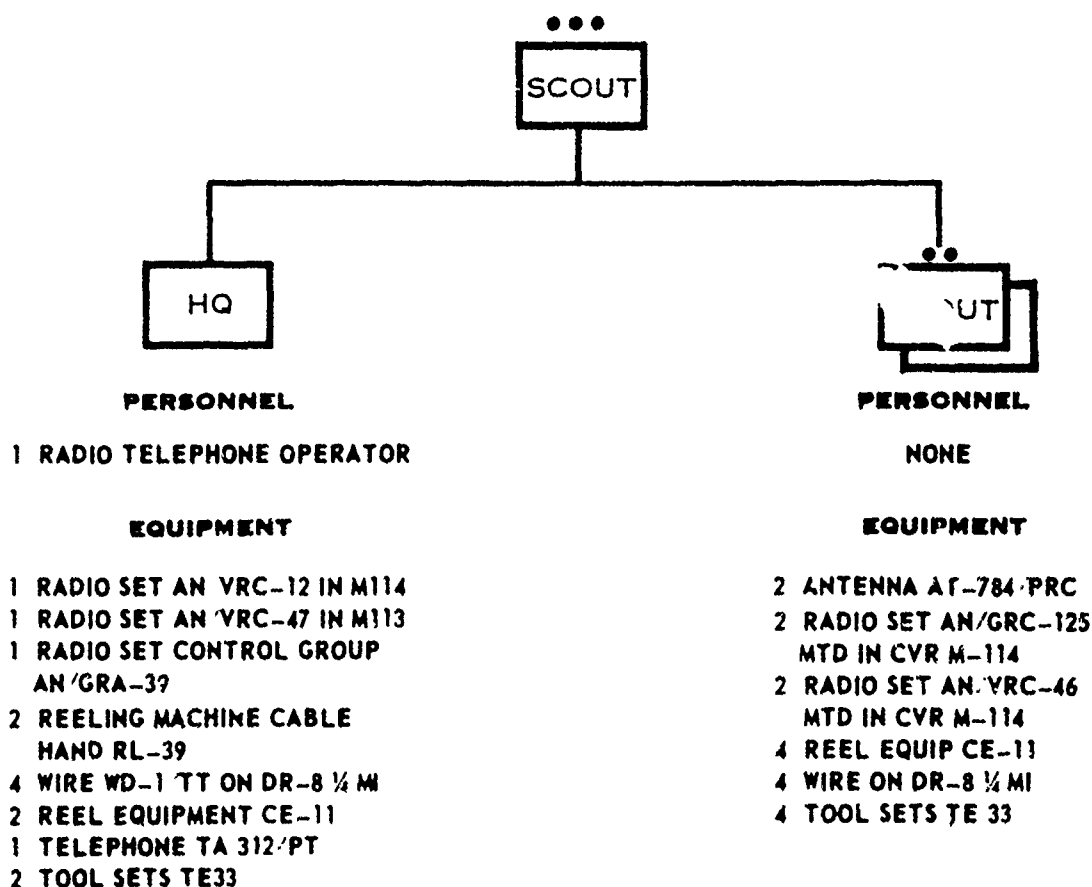 SCOUT
HQ
PERSONNEL
1 RADIO TELEPHONE OPERATOR
EQUIPMENT
1 RADIO SET AN VRC-12 IN M114
1 RADIO SET AN/VRC-47 IN M113
1 RADIO SET CONTROL GROUP
AN/GRA-39
2 REELING MACHINE CABLE
HAND RL-39
4 WIRE WD-1/TT ON DR-8 ¼ MI
2 REEL EQUIPMENT CE-11
1 TELEPHONE TA 312/PT
2 TOOL SETS TE33
UT
PERSONNEL
NONE
EQUIPMENT
2 ANTENNA AT-784/PRC
2 RADIO SET AN/GRC-125
MTD IN CVR M-114
2 RADIO SET AN/VRC-46
MTD IN CVR M-114
4 REEL EQUIP CE-11
4 WIRE ON DR-8 ¼ MI
4 TOOL SETS TE 33